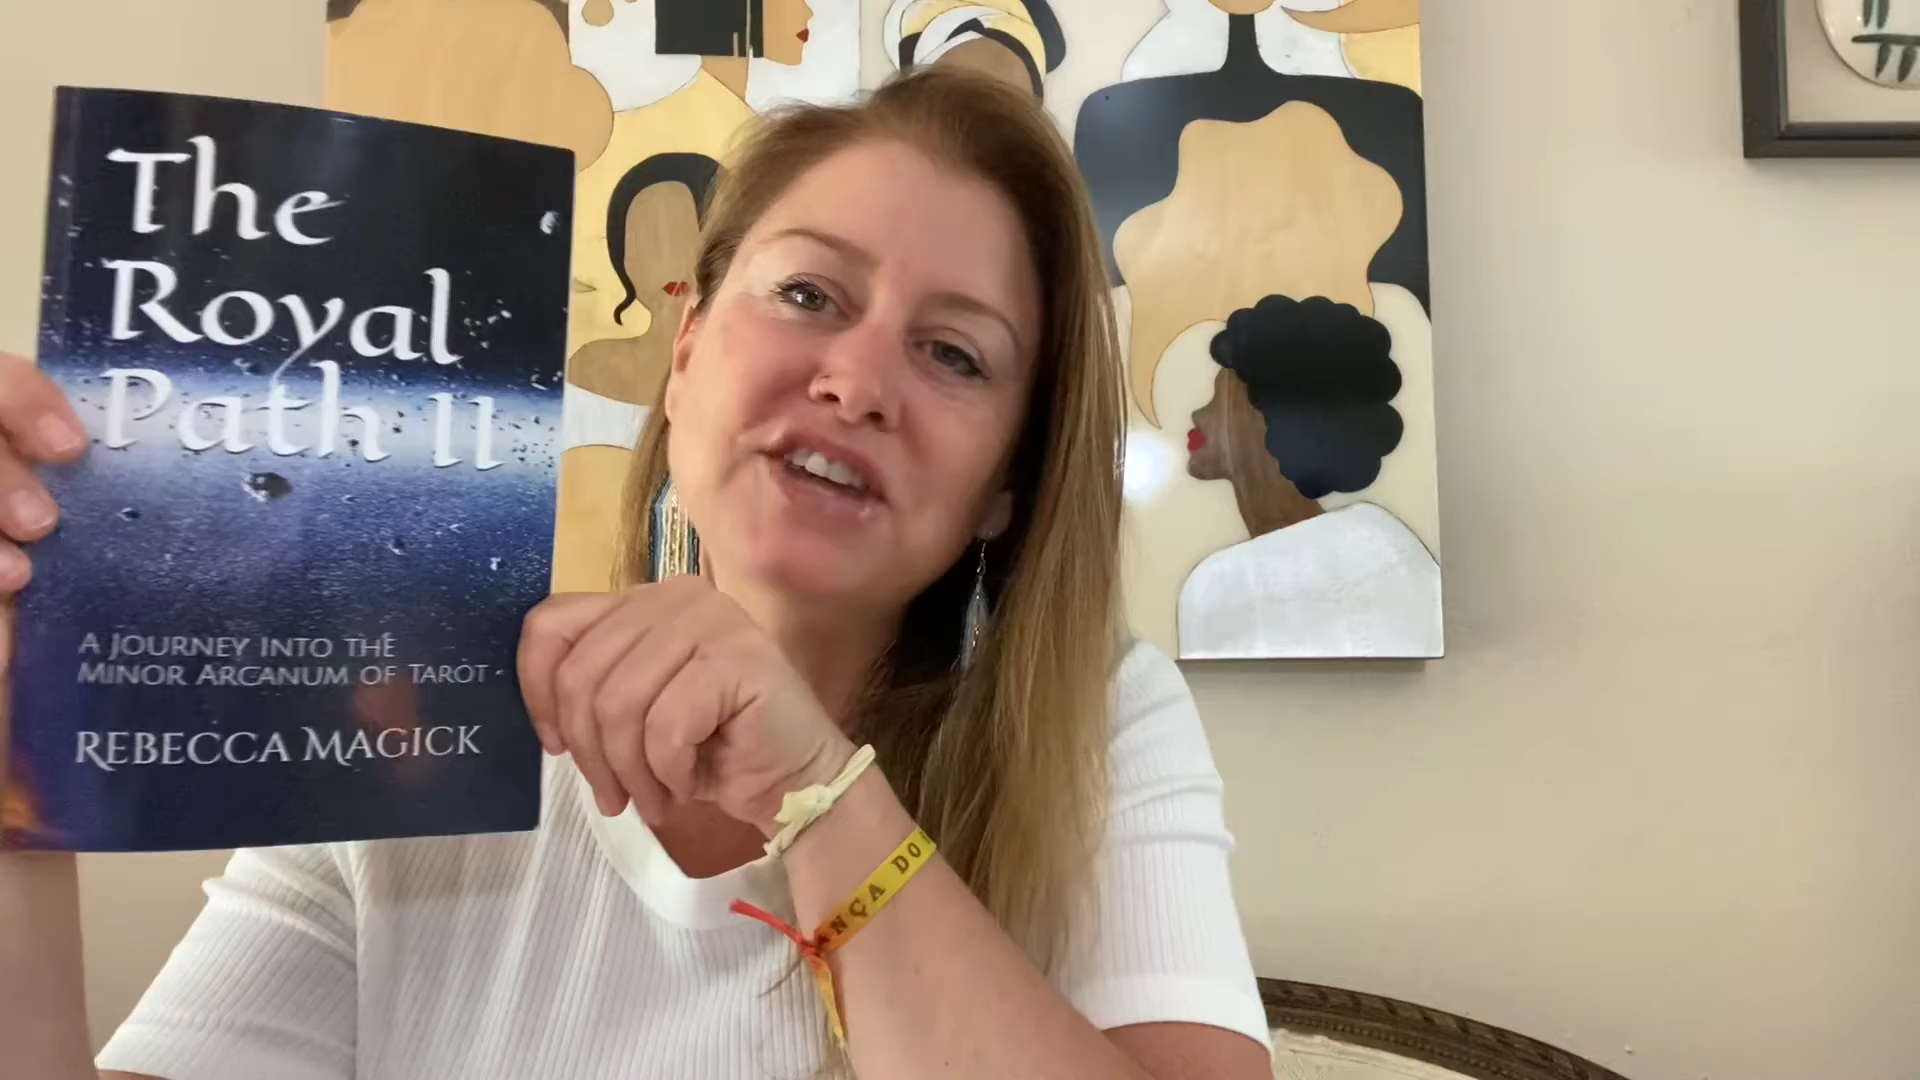 The
Royal
Path II
A Journey Into the
Minor Arcanum of Tarot
Rebecca Magick
NÇA DO